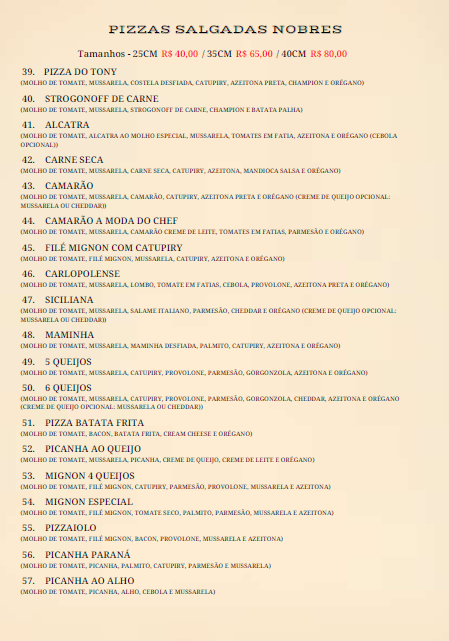 PIZZAS SALGADAS NOBRES
Tamanhos - 25CM R$ 40,00 / 35CM R$ 65,00 / 40CM R$ 80,00
39. PIZZA DO TONY
(MOLHO DE TOMATE, MUSSARELA, COSTELA DESFIADA, CATUPIRY, AZEITONA PRETA, CHAMPION E ORÉGANO)
40. STROGONOFF DE CARNE
(MOLHO DE TOMATE, MUSSARELA, STROGONOFF DE CARNE, CHAMPION E BATATA PALHA)
41. ALCATRA
(MOLHO DE TOMATE, ALCATRA AO MOLHO ESPECIAL, MUSSARELA, TOMATES EM FATIA, AZEITONA E ORÉGANO (CEBOLA
OPCIONAL))
42. CARNE SECA
(MOLHO DE TOMATE, MUSSARELA, CARNE SECA, CATUPIRY, AZEITONA, MANDIOCA SALSA E ORÉGANO)
43. CAMARÃO
(MOLHO DE TOMATE, MUSSARELA, CAMARÃO, CATUPIRY, AZEITONA PRETA E ORÉGANO (CREME DE QUEIJO OPCIONAL:
MUSSARELA OU CHEDDAR))
44. CAMARÃO A MODA DO CHEF
(MOLHO DE TOMATE, MUSSARELA, CAMARÃO CREME DE LEITE, TOMATES EM FATIAS, PARMESÃO E ORÉGANO)
45. FILÉ MIGNON COM CATUPIRY
(MOLHO DE TOMATE, FILÉ MIGNON, MUSSARELA, CATUPIRY, AZEITONA E ORÉGANO)
46. CARLOPOLENSE
(MOLHO DE TOMATE, MUSSARELA, LOMBO, TOMATE EM FATIAS, CEBOLA, PROVOLONE, AZEITONA PRETA E ORÉGANO)
47. SICILIANA
(MOLHO DE TOMATE, MUSSARELA, SALAME ITALIANO, PARMESÃO, CHEDDAR E ORÉGANO (CREME DE QUEIJO OPCIONAL:
MUSSARELA OU CHEDDAR))
48. MAMINHA
(MOLHO DE TOMATE, MUSSARELA, MAMINHA DESFIADA, PALMITO, CATUPIRY, AZEITONA E ORÉGANO)
49. 5 QUEIJOS
(MOLHO DE TOMATE, MUSSARELA, CATUPIRY, PROVOLONE, PARMESÃO, GORGONZOLA, AZEITONA E ORÉGANO)
50. 6 QUEIJOS
(MOLHO DE TOMATE, MUSSARELA, CATUPIRY, PROVOLONE, PARMESÃO, GORGONZOLA, CHEDDAR, AZEITONA E ORÉGANO
(CREME DE QUEIJO OPCIONAL: MUSSARELA OU CHEDDAR))
51. PIZZA BATATA FRITA
(MOLHO DE TOMATE, BACON, BATATA FRITA, CREAM CHEESE E ORÉGANO)
52. PICANHA AO QUEIJO
(MOLHO DE TOMATE, MUSSARELA, PICANHA, CREME DE QUEIJO, CREME DE LEITE E ORÉGANO)
53. MIGNON 4 QUEIJOS
(MOLHO DE TOMATE, FILÉ MIGNON, CATUPIRY, PARMESÃO, PROVOLONE, MUSSARELA E AZEITONA)
54. MIGNON ESPECIAL
(MOLHO DE TOMATE, FILÉ MIGNON, TOMATE SECO, PALMITO, PARMESÃO, MUSSARELA E AZEITONA)
55. PIZZAIOLO
(MOLHO DE TOMATE, FILÉ MIGNON, BACON, PROVOLONE, MUSSARELA E AZEITONA)
56. PICANHA PARANÁ
(MOLHO DE TOMATE, PICANHA, PALMITO, CATUPIRY, PARMESÃO E MUSSARELA)
57. PICANHA AO ALHO
(MOLHO DE TOMATE, PICANHA, ALHO, CEBOLA E MUSSARELA)